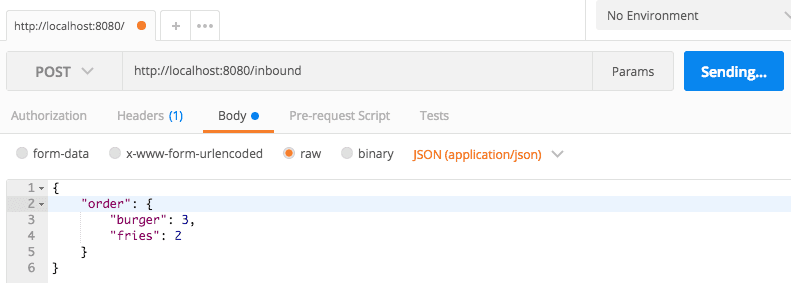 http://localhost:8080/ + ••• No Environment
POST http://localhost:8080/inbound Params Sending...
Authorization Headers (1) Body Pre-request Script Tests
form-data x-www-form-urlencoded raw binary JSON (application/json)
1 {
2 "order": {
3 "burger": 3,
4 "fries": 2
5 }
6 }